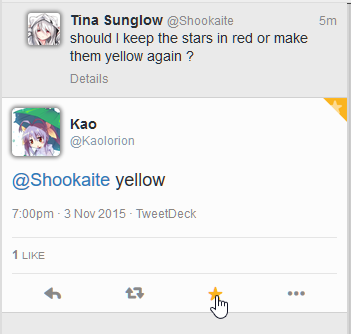 Tina Sunglow @Shookaite 5m
should I keep the stars in red or make
them yellow again ?
Details
Kao
@Kaolorion
@Shookaite yellow
7:00pm · 3 Nov 2015 · TweetDeck
1 LIKE